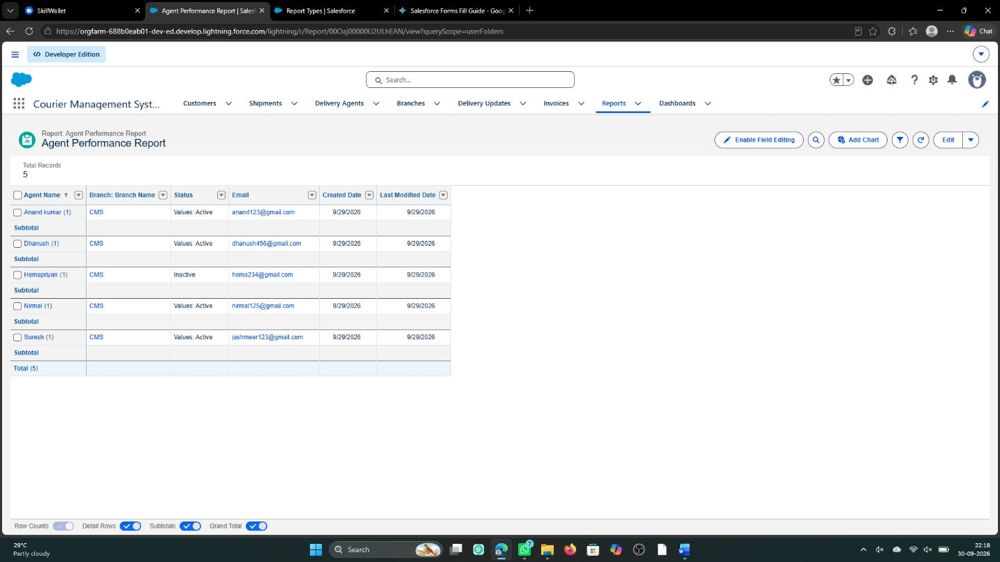 SkillWallet
Agent Performance Report | Salesf
Report Types | Salesforce
Salesforce Forms Fill Guide - Goog
https://orgfarm-688b0eab01-dev-ed.develop.lightning.force.com/lightning/r/Report/00Oaj00000U2ULhEAN/view?queryScope=userFolders
Chat
Developer Edition
Search...
Courier Management Syst...
Customers
Shipments
Delivery Agents
Branches
Delivery Updates
Invoices
Reports
Dashboards
Report: Agent Performance Report
Agent Performance Report
Enable Field Editing
Add Chart
Edit
Total Records
5
Agent Name ↑ Branch: Branch Name Status Email Created Date Last Modified Date
Anand kumar (1) CMS Values: Active anand123@gmail.com 9/29/2026 9/29/2026
Subtotal
Dhanush (1) CMS Values: Active dhanush456@gmail.com 9/29/2026 9/29/2026
Subtotal
Hemapriyan (1) CMS Inactive hema234@gmail.com 9/29/2026 9/29/2026
Subtotal
Nirmal (1) CMS Values: Active nirmal125@gmail.com 9/29/2026 9/29/2026
Subtotal
Suresh (1) CMS Values: Active jashmeer123@gmail.com 9/29/2026 9/29/2026
Subtotal
Total (5)
Row Counts Detail Rows Subtotals Grand Total
29°C
Partly cloudy
Search
7
22:18
30-09-2026